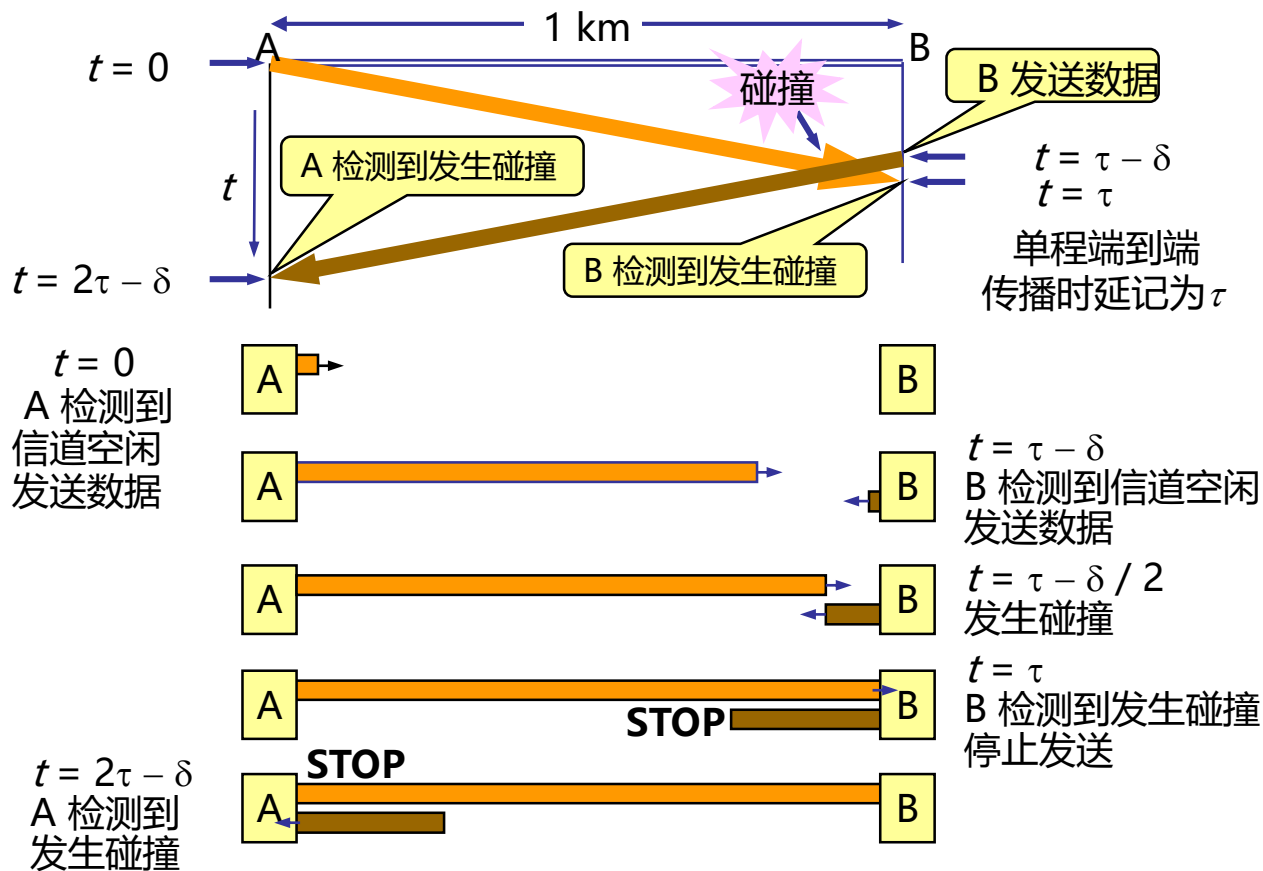 1 km
A
B
t = 0
碰撞
B 发送数据
A 检测到发生碰撞
t = τ – δ
t = τ
t
B 检测到发生碰撞
单程端到端
传播时延记为 τ
t = 2τ – δ
t = 0
A 检测到
信道空闲
发送数据
A
B
A
B
t = τ – δ
B 检测到信道空闲
发送数据
A
B
t = τ – δ / 2
发生碰撞
A
STOP
B
t = τ
B 检测到发生碰撞
停止发送
t = 2τ – δ
A 检测到
发生碰撞
STOP
A
B